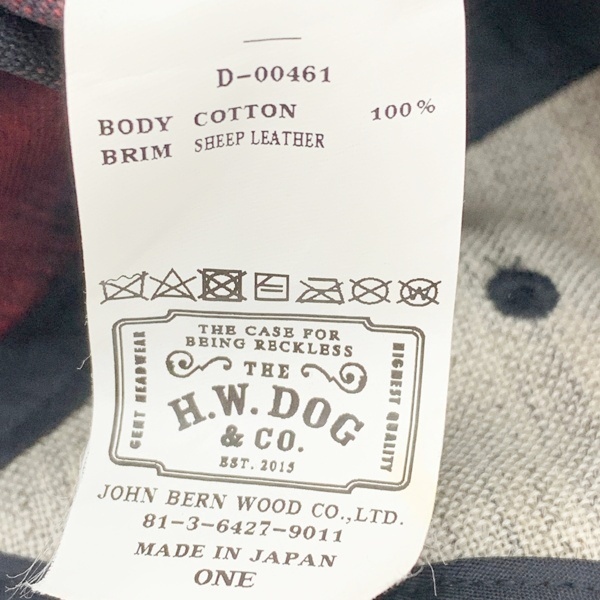 D-00461
BODY COTTON 100%
BRIM SHEEP LEATHER
THE CASE FOR
BEING RECKLESS
GENT HEADWEAR
THE
H.W. DOG
& CO.
EST. 2015
HIGHEST QUALITY
JOHN BERN WOOD CO.,LTD.
81-3-6427-9011
MADE IN JAPAN
ONE